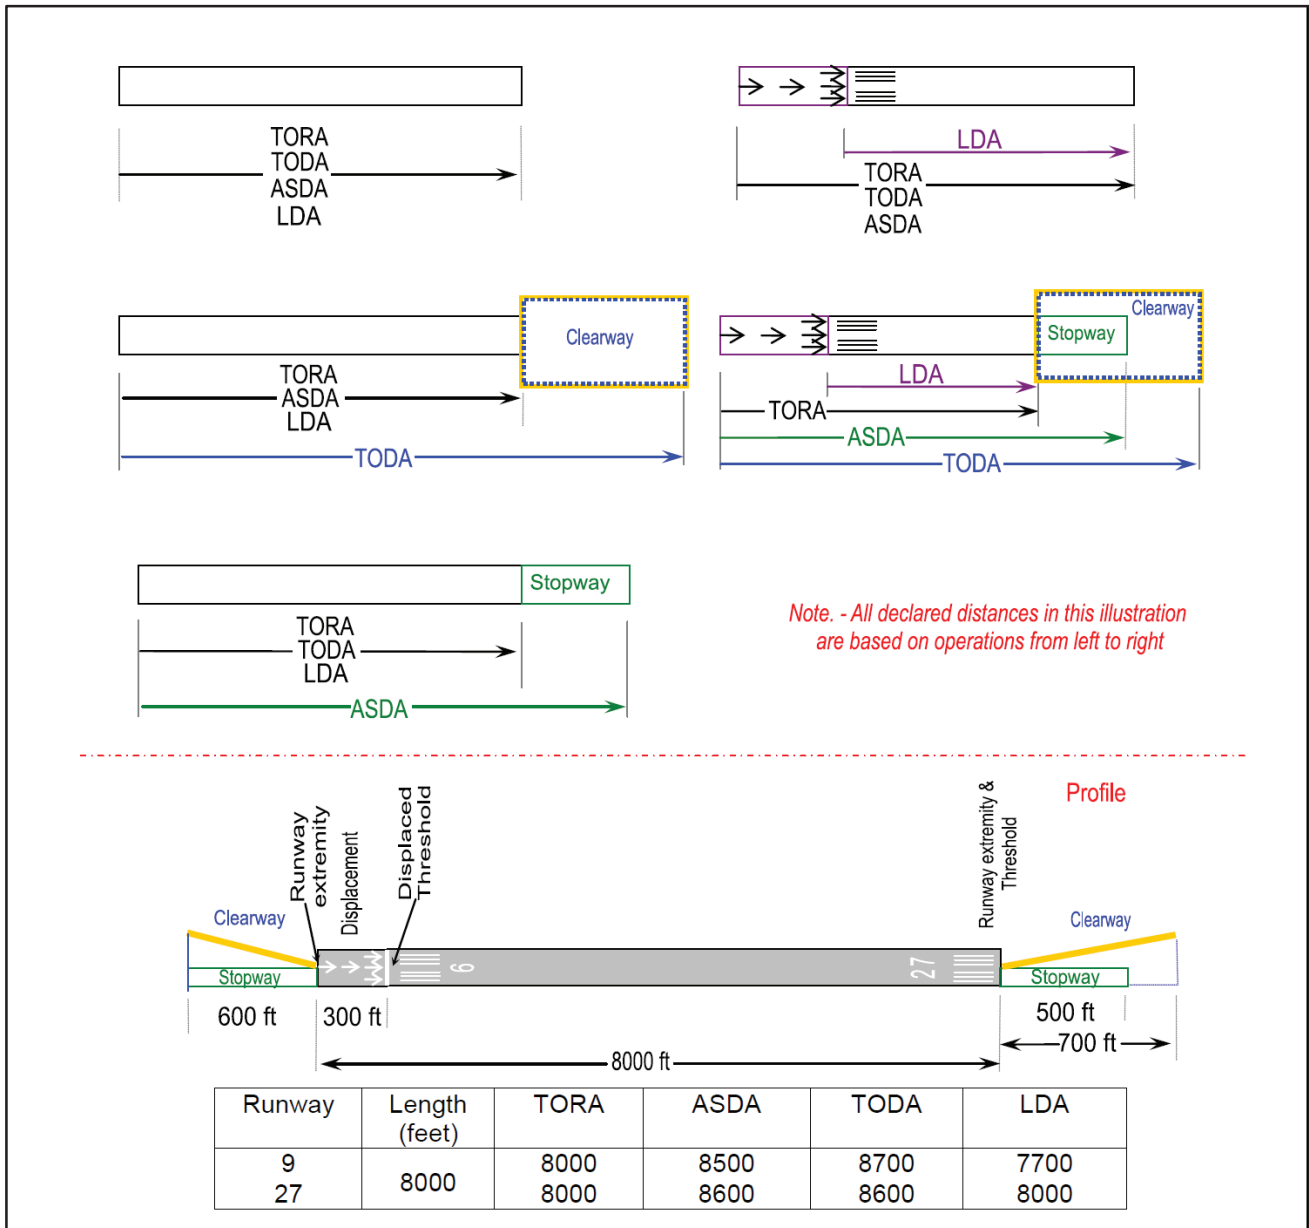 TORA
TODA
ASDA
LDA
LDA
TORA
TODA
ASDA
Clearway
TORA
ASDA
LDA
TODA
Clearway
Stopway
LDA
TORA
ASDA
TODA
Stopway
TORA
TODA
LDA
ASDA
Note. - All declared distances in this illustration
are based on operations from left to right
Profile
Runway
extremity
Displacement
Displaced
Threshold
Runway extremity &
Threshold
Clearway
Clearway
Stopway
9
27
Stopway
600 ft
300 ft
500 ft
700 ft
8000 ft
Runway Length (feet) TORA ASDA TODA LDA
9 8000 8000 8500 8700 7700
27 8000 8600 8600 8000